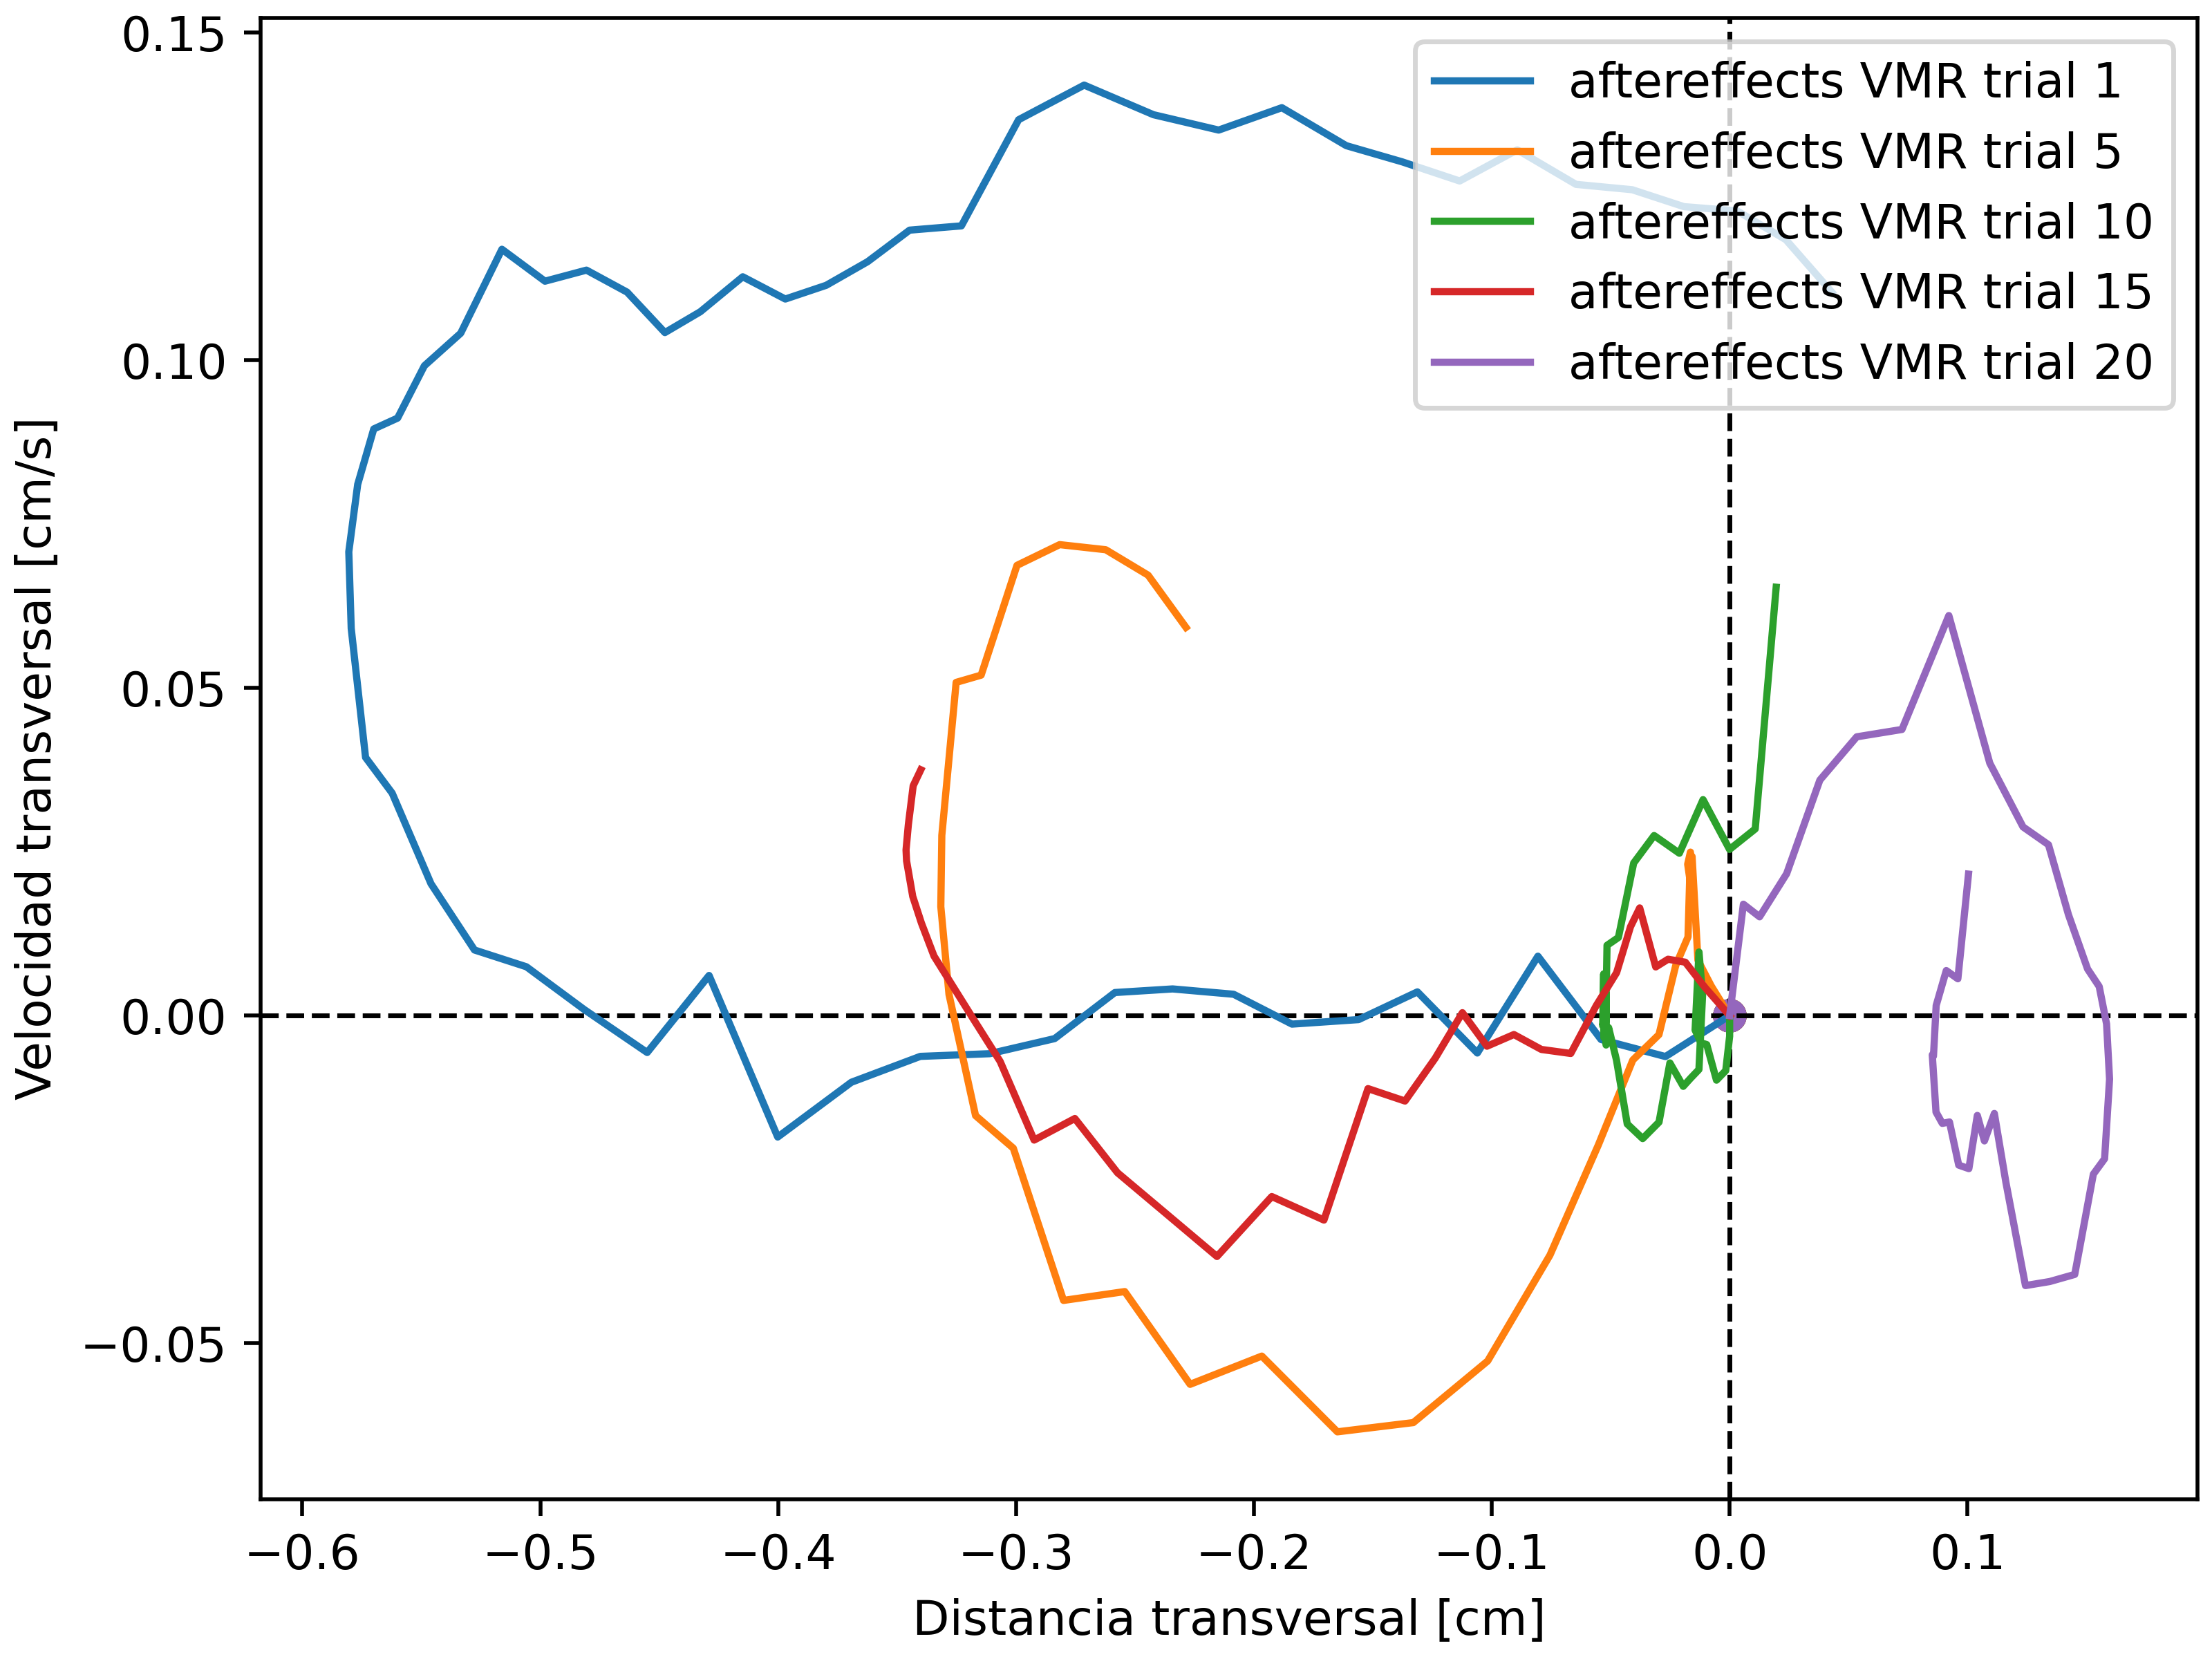 0.15
0.10
0.05
0.00
−0.05
Velocidad transversal [cm/s]
aftereffects VMR trial 1
aftereffects VMR trial 5
aftereffects VMR trial 10
aftereffects VMR trial 15
aftereffects VMR trial 20
−0.6 −0.5 −0.4 −0.3 −0.2 −0.1 0.0 0.1
Distancia transversal [cm]